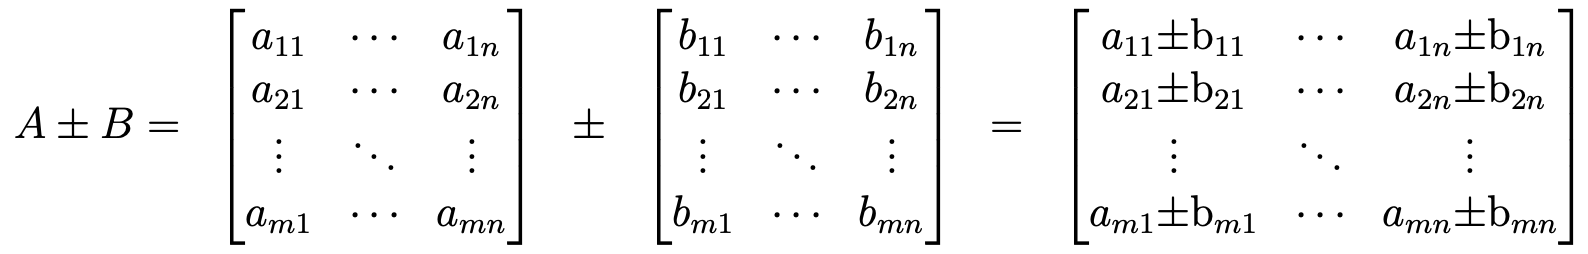 A ± B = [ a₁₁ ⋯ a₁ₙ ; a₂₁ ⋯ a₂ₙ ; ⋮ ⋱ ⋮ ; aₘ₁ ⋯ aₘₙ ] ± [ b₁₁ ⋯ b₁ₙ ; b₂₁ ⋯ b₂ₙ ; ⋮ ⋱ ⋮ ; bₘ₁ ⋯ bₘₙ ] = [ a₁₁±b₁₁ ⋯ a₁ₙ±b₁ₙ ; a₂₁±b₂₁ ⋯ a₂ₙ±b₂ₙ ; ⋮ ⋱ ⋮ ; aₘ₁±bₘ₁ ⋯ aₘₙ±bₘₙ ]